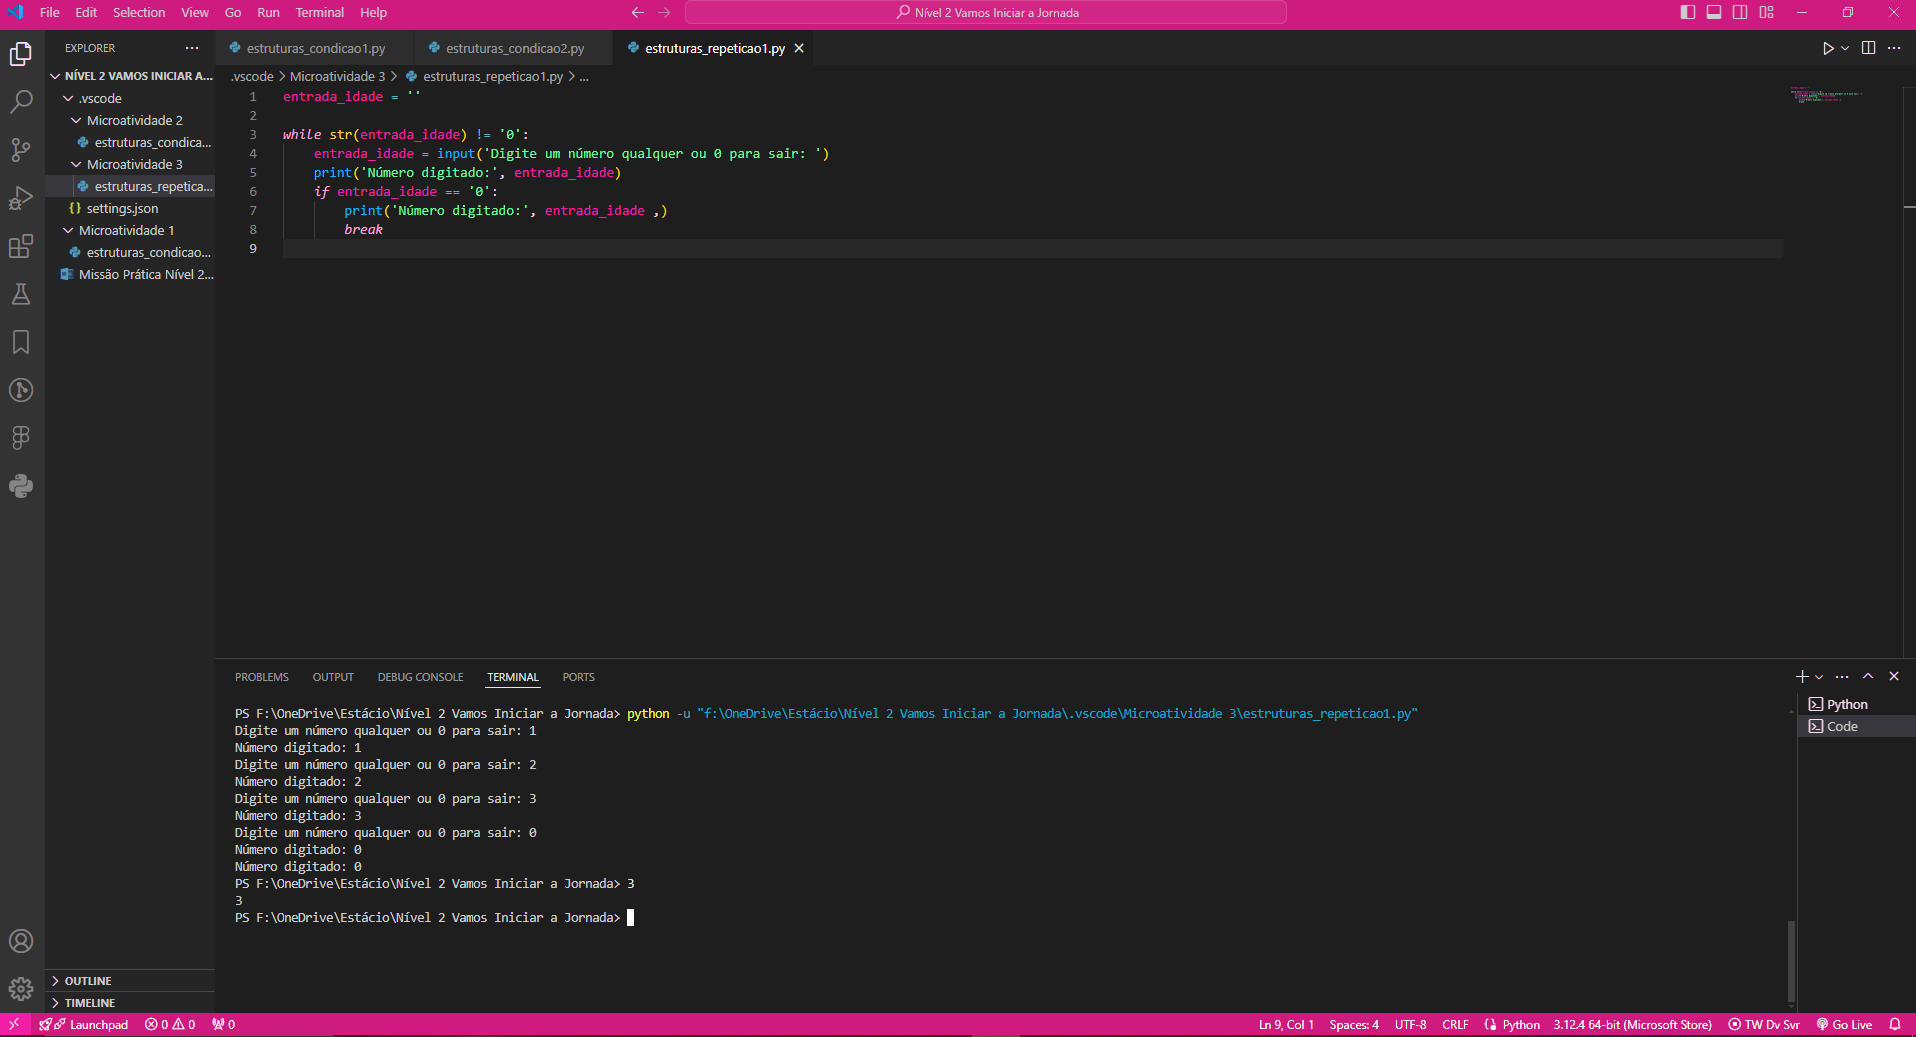 File Edit Selection View Go Run Terminal Help
Nível 2 Vamos Iniciar a Jornada
EXPLORER
NÍVEL 2 VAMOS INICIAR A...
.vscode
Microatividade 2
estruturas_condica...
Microatividade 3
estruturas_repetica...
{} settings.json
Microatividade 1
estruturas_condicao...
Missão Prática Nível 2...
OUTLINE
TIMELINE
estruturas_condicao1.py estruturas_condicao2.py estruturas_repeticao1.py
.vscode > Microatividade 3 > estruturas_repeticao1.py > ...
1 entrada_idade = ''
2
3 while str(entrada_idade) != '0':
4 entrada_idade = input('Digite um número qualquer ou 0 para sair: ')
5 print('Número digitado:', entrada_idade)
6 if entrada_idade == '0':
7 print('Número digitado:', entrada_idade ,)
8 break
9
PROBLEMS OUTPUT DEBUG CONSOLE TERMINAL PORTS
PS F:\OneDrive\Estácio\Nível 2 Vamos Iniciar a Jornada> python -u "f:\OneDrive\Estácio\Nível 2 Vamos Iniciar a Jornada\.vscode\Microatividade 3\estruturas_repeticao1.py"
Digite um número qualquer ou 0 para sair: 1
Número digitado: 1
Digite um número qualquer ou 0 para sair: 2
Número digitado: 2
Digite um número qualquer ou 0 para sair: 3
Número digitado: 3
Digite um número qualquer ou 0 para sair: 0
Número digitado: 0
Número digitado: 0
PS F:\OneDrive\Estácio\Nível 2 Vamos Iniciar a Jornada> 3
3
PS F:\OneDrive\Estácio\Nível 2 Vamos Iniciar a Jornada>
Python
Code
Launchpad 0 0 0 Ln 9, Col 1 Spaces: 4 UTF-8 CRLF Python 3.12.4 64-bit (Microsoft Store) TW Dv Svr Go Live